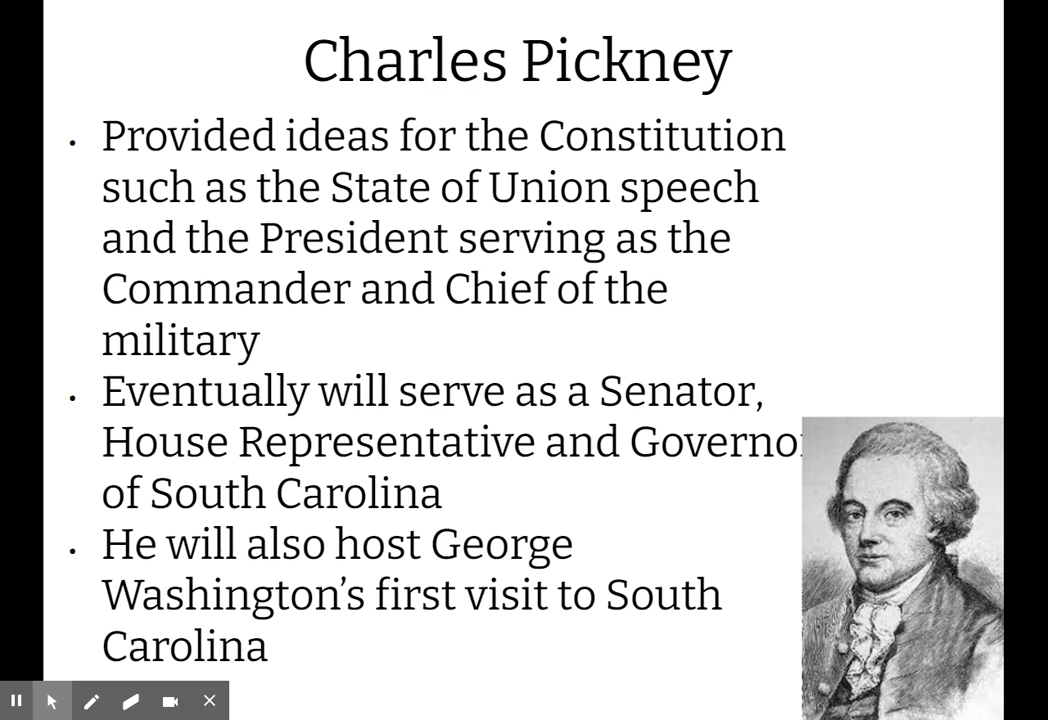 Charles Pickney
• Provided ideas for the Constitution
such as the State of Union speech
and the President serving as the
Commander and Chief of the
military
• Eventually will serve as a Senator,
House Representative and Governor
of South Carolina
• He will also host George
Washington’s first visit to South
Carolina